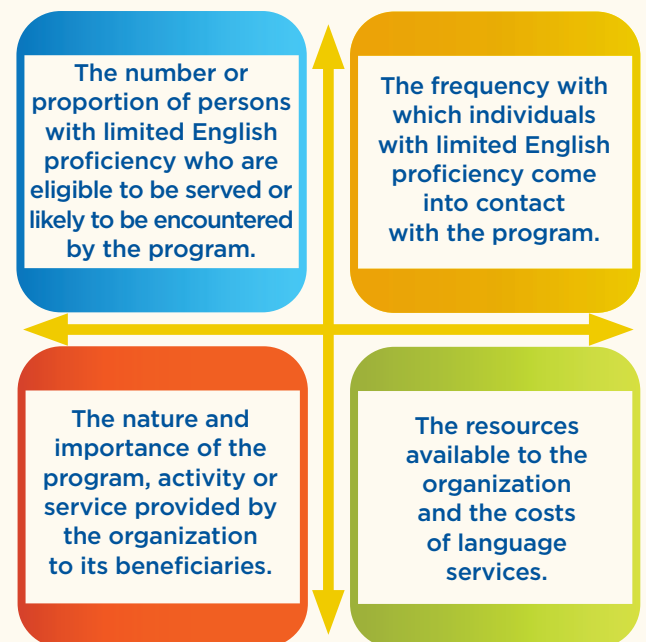 The number or
proportion of persons
with limited English
proficiency who are
eligible to be served or
likely to be encountered
by the program.
The frequency with
which individuals
with limited English
proficiency come
into contact
with the program.
The nature and
importance of the
program, activity or
service provided by
the organization
to its beneficiaries.
The resources
available to the
organization
and the costs
of language
services.